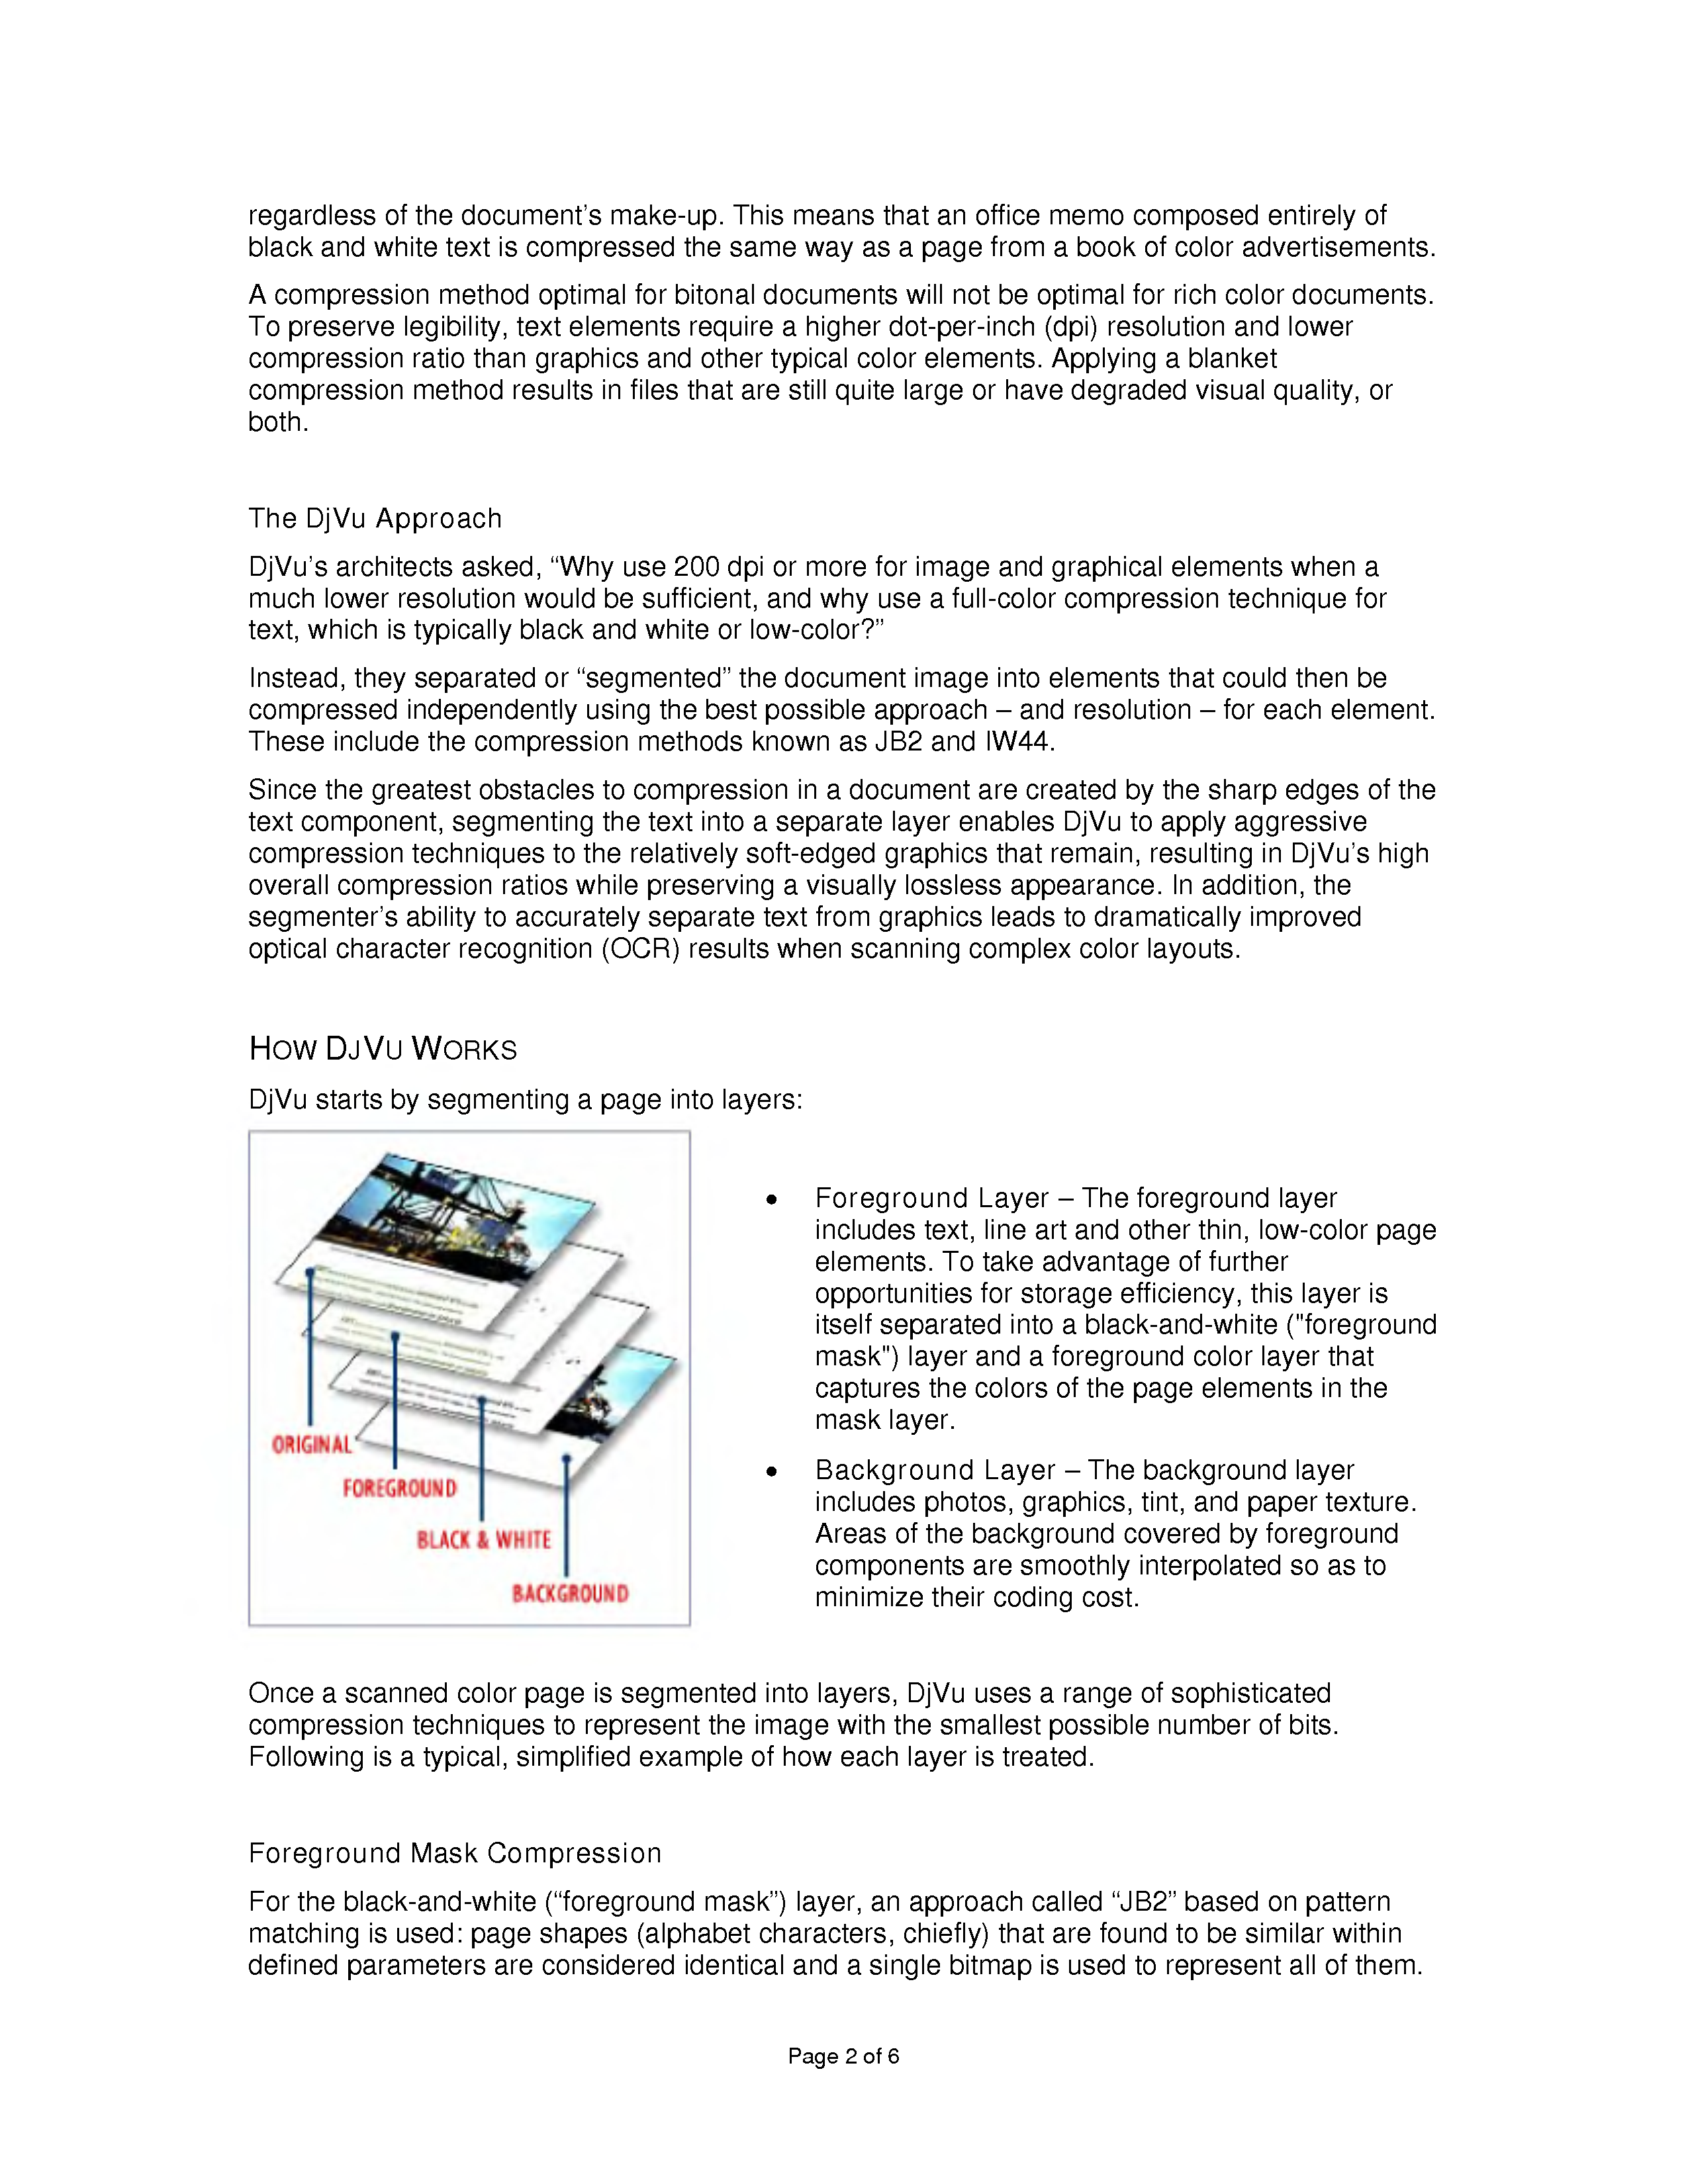 regardless of the document’s make-up. This means that an office memo composed entirely of
black and white text is compressed the same way as a page from a book of color advertisements.
A compression method optimal for bitonal documents will not be optimal for rich color documents.
To preserve legibility, text elements require a higher dot-per-inch (dpi) resolution and lower
compression ratio than graphics and other typical color elements. Applying a blanket
compression method results in files that are still quite large or have degraded visual quality, or
both.
The DjVu Approach
DjVu’s architects asked, “Why use 200 dpi or more for image and graphical elements when a
much lower resolution would be sufficient, and why use a full-color compression technique for
text, which is typically black and white or low-color?”
Instead, they separated or “segmented” the document image into elements that could then be
compressed independently using the best possible approach – and resolution – for each element.
These include the compression methods known as JB2 and IW44.
Since the greatest obstacles to compression in a document are created by the sharp edges of the
text component, segmenting the text into a separate layer enables DjVu to apply aggressive
compression techniques to the relatively soft-edged graphics that remain, resulting in DjVu’s high
overall compression ratios while preserving a visually lossless appearance. In addition, the
segmenter’s ability to accurately separate text from graphics leads to dramatically improved
optical character recognition (OCR) results when scanning complex color layouts.
HOW DJVU WORKS
DjVu starts by segmenting a page into layers:
ORIGINAL
FOREGROUND
BLACK & WHITE
BACKGROUND
• Foreground Layer – The foreground layer
includes text, line art and other thin, low-color page
elements. To take advantage of further
opportunities for storage efficiency, this layer is
itself separated into a black-and-white ("foreground
mask") layer and a foreground color layer that
captures the colors of the page elements in the
mask layer.
• Background Layer – The background layer
includes photos, graphics, tint, and paper texture.
Areas of the background covered by foreground
components are smoothly interpolated so as to
minimize their coding cost.
Once a scanned color page is segmented into layers, DjVu uses a range of sophisticated
compression techniques to represent the image with the smallest possible number of bits.
Following is a typical, simplified example of how each layer is treated.
Foreground Mask Compression
For the black-and-white (“foreground mask”) layer, an approach called “JB2” based on pattern
matching is used: page shapes (alphabet characters, chiefly) that are found to be similar within
defined parameters are considered identical and a single bitmap is used to represent all of them.
Page 2 of 6